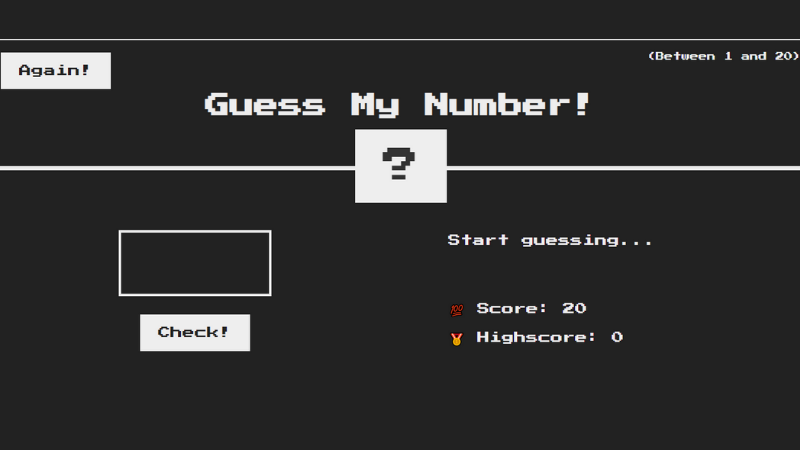 Again!
(Between 1 and 20)
Guess My Number!
?
Start guessing...
Check!
💯 Score: 20
🥇 Highscore: 0